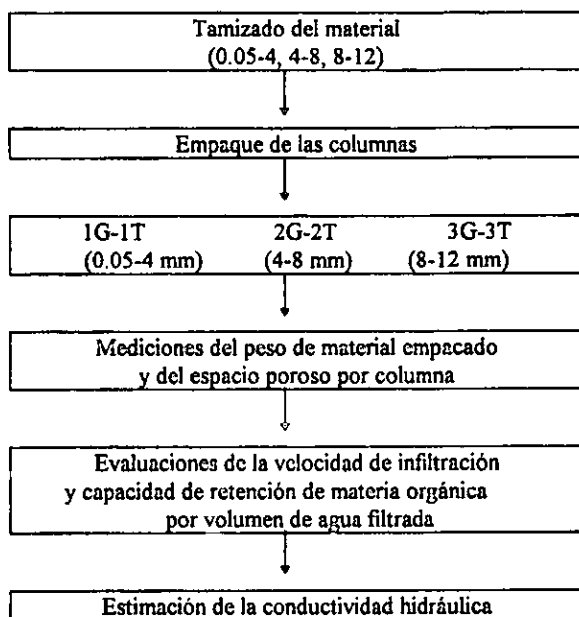 Tamizado del material
(0.05-4, 4-8, 8-12)
Empaque de las columnas
1G-1T 2G-2T 3G-3T
(0.05-4 mm) (4-8 mm) (8-12 mm)
Mediciones del peso de material empacado
y del espacio poroso por columna
Evaluaciones de la velocidad de infiltración
y capacidad de retención de materia orgánica
por volumen de agua filtrada
Estimación de la conductividad hidráulica